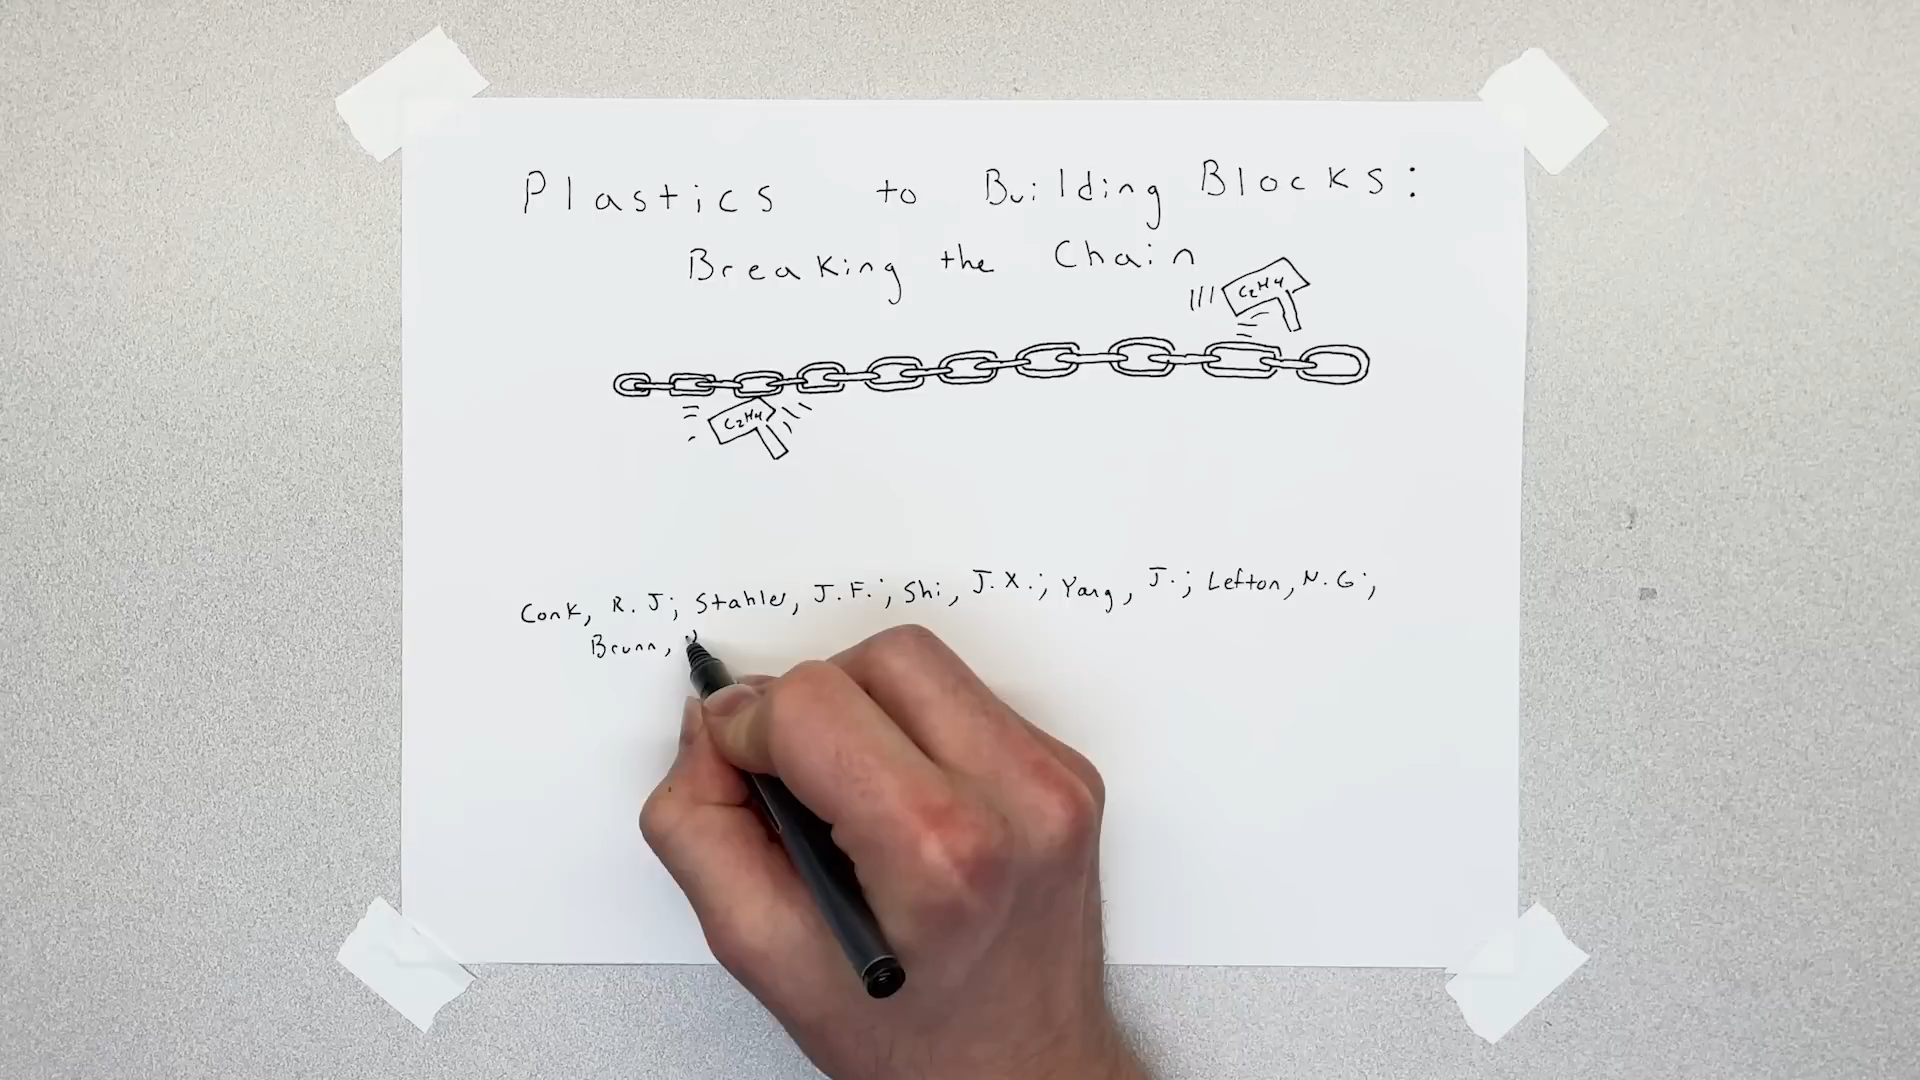 Plastics to Building Blocks:
Breaking the Chain
C2H4
C2H4
Conk, R. J; Stahler, J. F.; Shi, J. X.; Yang, J.; Lefton, N. G.;
Brunn,